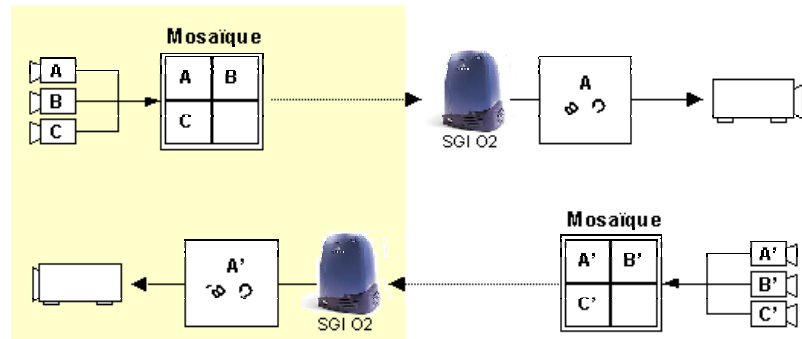 Mosaïque
A
B
C
A B
C
SGI O2
A
B C
Mosaïque
A' B'
C'
A'
B'
C'
SGI O2
A'
B' C'